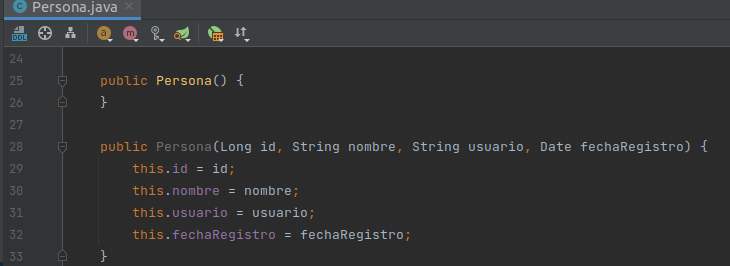 Persona.java
DDL
a
m
24
25 public Persona() {
26 }
27
28 public Persona(Long id, String nombre, String usuario, Date fechaRegistro) {
29 this.id = id;
30 this.nombre = nombre;
31 this.usuario = usuario;
32 this.fechaRegistro = fechaRegistro;
33 }